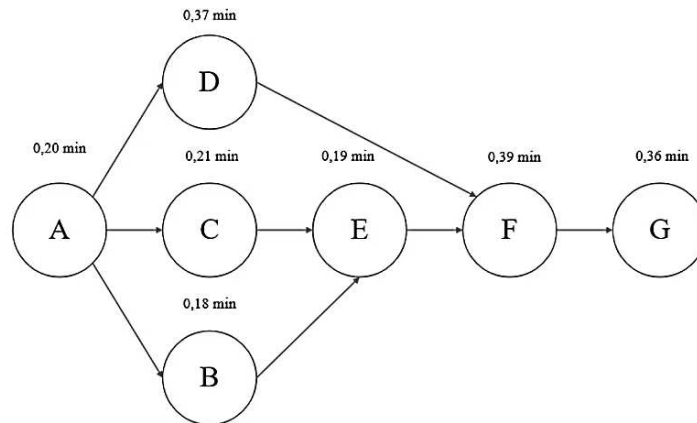 0,37 min
D
0,20 min
0,21 min
0,19 min
0,39 min
0,36 min
A
C
E
F
G
0,18 min
B